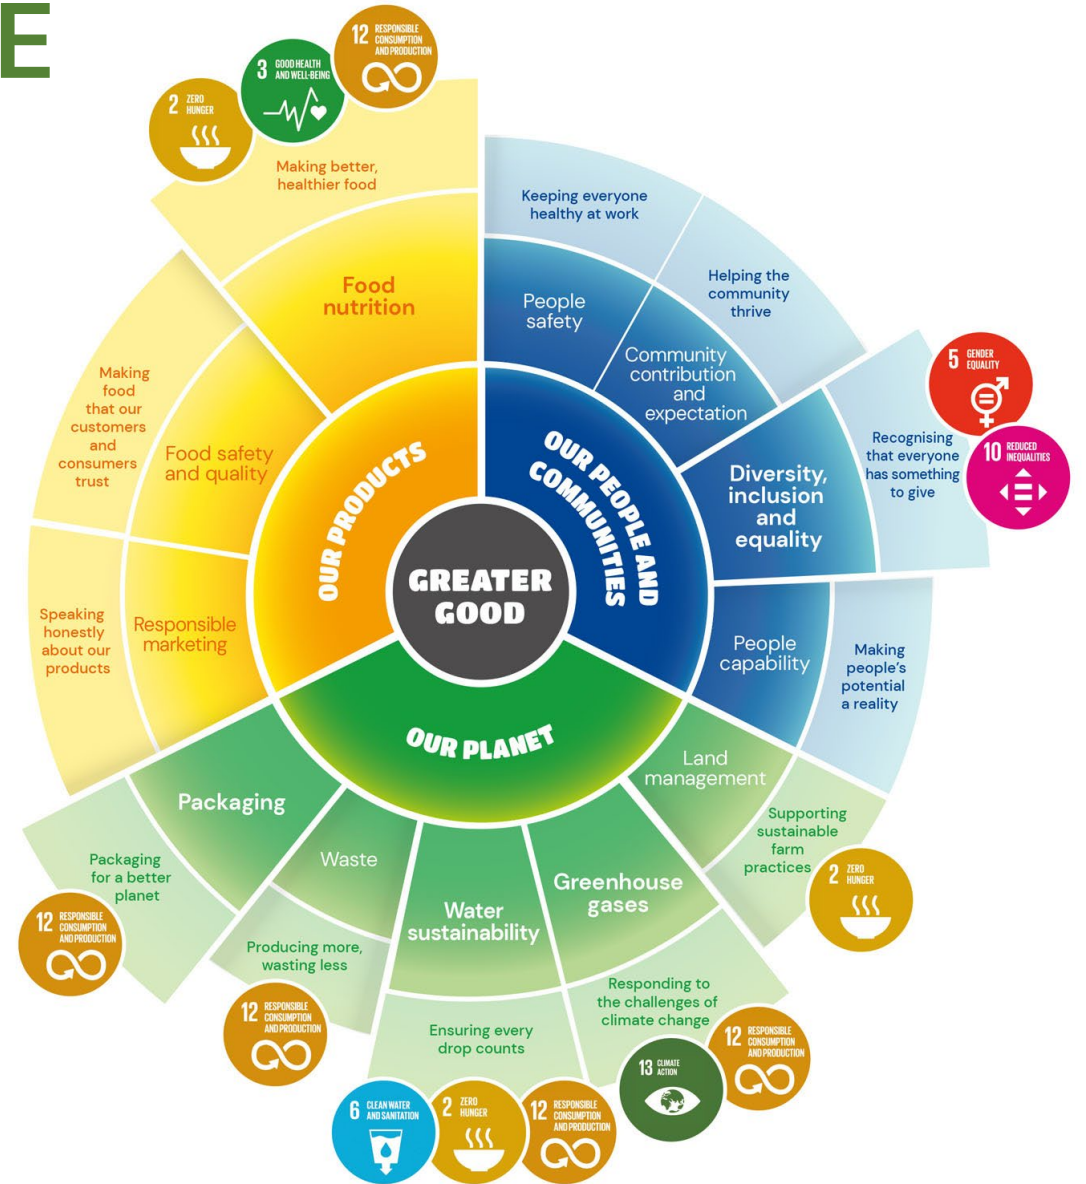 E
12 RESPONSIBLE
CONSUMPTION
AND PRODUCTION
3 GOOD HEALTH
AND WELL-BEING
2 ZERO
HUNGER
Making better,
healthier food
Food
nutrition
Making
food
that our
customers
and
consumers
trust
Food safety
and quality
Speaking
honestly
about our
products
Responsible
marketing
OUR PRODUCTS
Keeping everyone
healthy at work
People
safety
Helping the
community
thrive
Community
contribution
and
expectation
5 GENDER
EQUALITY
10 REDUCED
INEQUALITIES
Recognising
that everyone
has something
to give
Diversity,
inclusion
and
equality
People
capability
Making
people's
potential
a reality
OUR PEOPLE AND
COMMUNITIES
GREATER
GOOD
OUR PLANET
Land
management
Supporting
sustainable
farm
practices
2 ZERO
HUNGER
Greenhouse
gases
Responding to
the challenges of
climate change
13 CLIMATE
ACTION
12 RESPONSIBLE
CONSUMPTION
AND PRODUCTION
Water
sustainability
Ensuring every
drop counts
6 CLEAN WATER
AND SANITATION
2 ZERO
HUNGER
12 RESPONSIBLE
CONSUMPTION
AND PRODUCTION
Waste
Producing more,
wasting less
12 RESPONSIBLE
CONSUMPTION
AND PRODUCTION
Packaging
Packaging
for a better
planet
12 RESPONSIBLE
CONSUMPTION
AND PRODUCTION